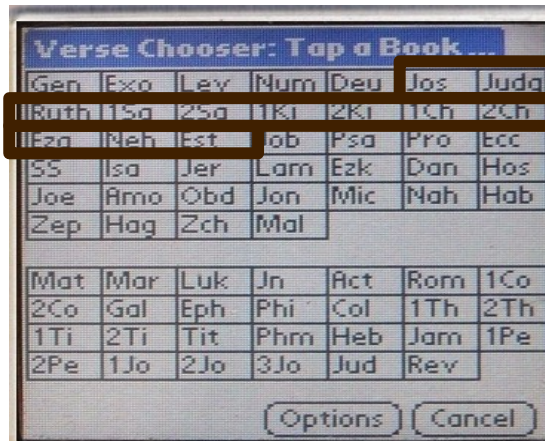 Verse Chooser: Tap a Book ...
Gen Exo Lev Num Deu Jos Judg
Ruth 1Sa 2Sa 1Ki 2Ki 1Ch 2Ch
Eza Neh Est Job Psa Pro Ecc
SS Isa Jer Lam Ezk Dan Hos
Joe Amo Obd Jon Mic Nah Hab
Zep Hag Zch Mal
Mat Mar Luk Jn Act Rom 1Co
2Co Gal Eph Phi Col 1Th 2Th
1Ti 2Ti Tit Phm Heb Jam 1Pe
2Pe 1Jo 2Jo 3Jo Jud Rev
Options Cancel